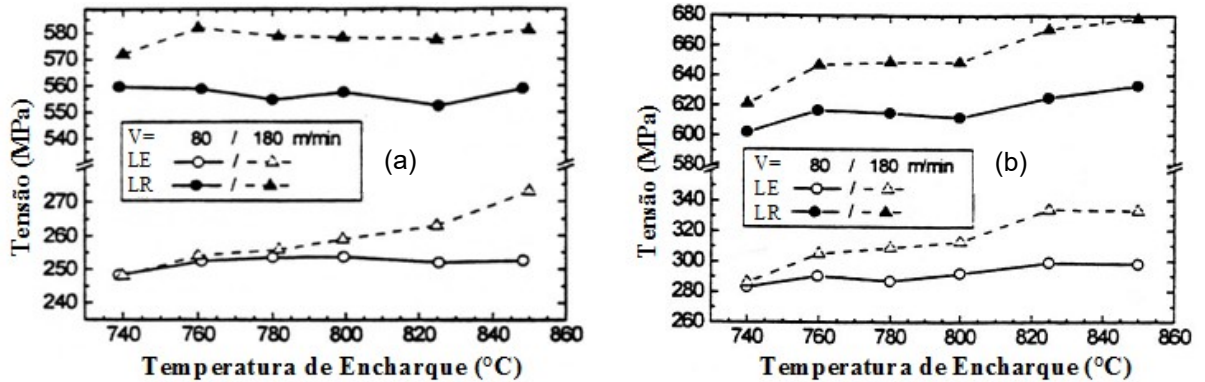 580
570
560
550
540
270
260
250
240
Tensão (MPa)
V= 80 / 180 m/min
LE /
LR /
(a)
740 760 780 800 820 840 860
Temperatura de Encharque (°C)
680
660
640
620
600
580
360
340
320
300
280
260
Tensão (MPa)
V= 80 / 180 m/min
LE /
LR /
(b)
740 760 780 800 820 840 860
Temperatura de Encharque (°C)